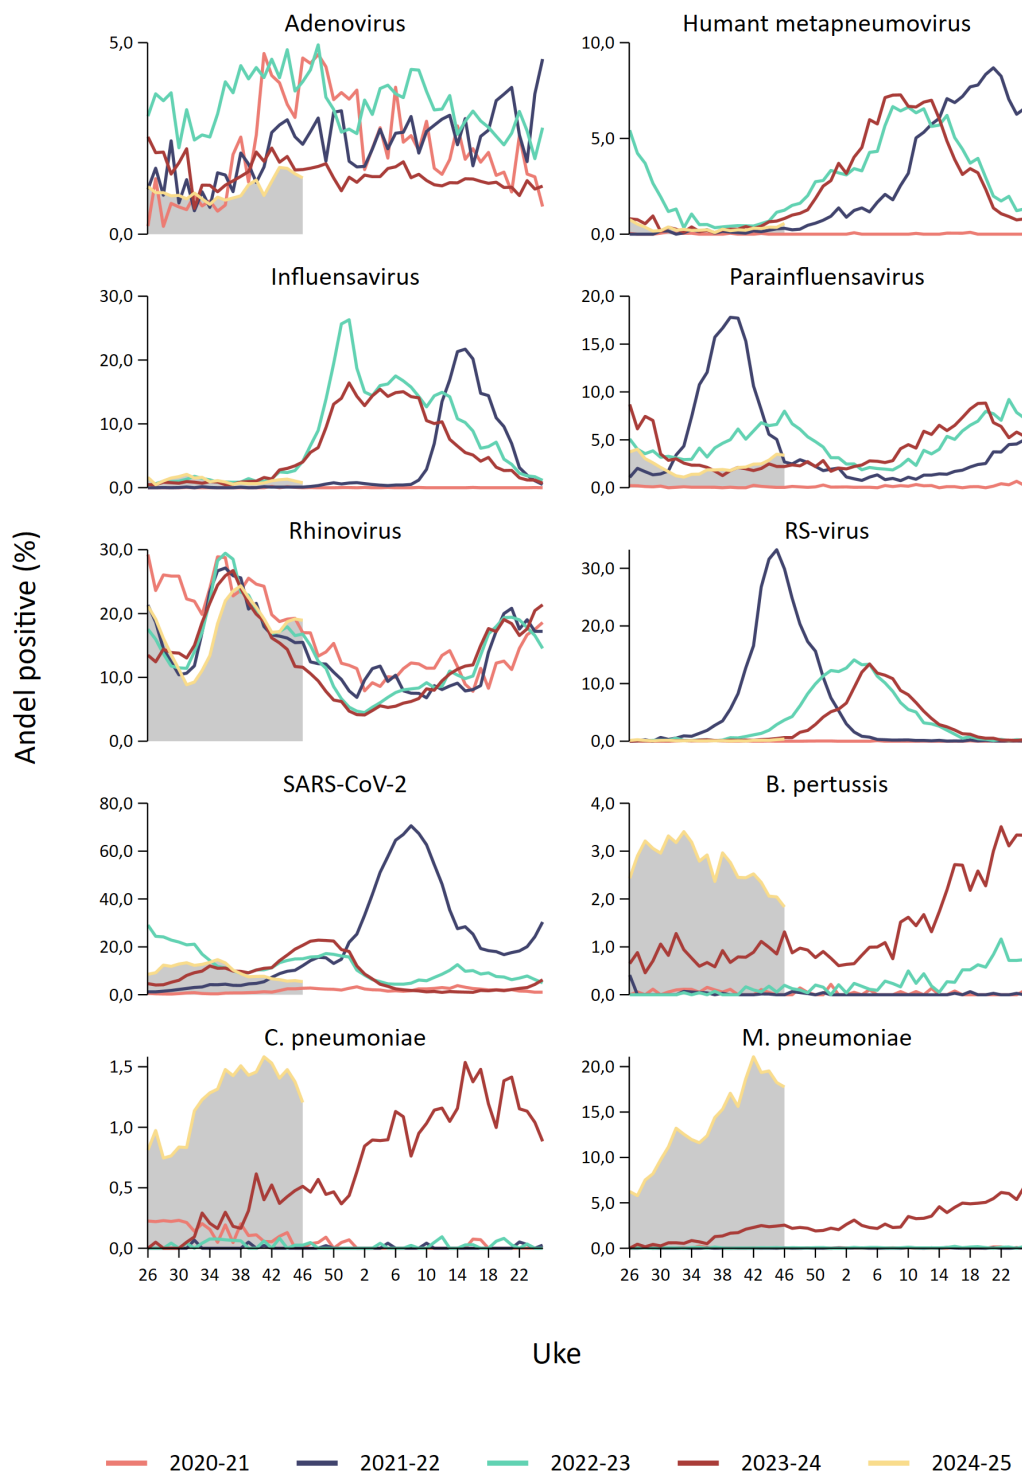 Adenovirus
Humant metapneumovirus
5,0
2,5
0,0
10,0
5,0
0,0
Influensavirus
Parainfluensavirus
30,0
20,0
10,0
0,0
20,0
15,0
10,0
5,0
0,0
Rhinovirus
RS-virus
30,0
20,0
10,0
0,0
30,0
20,0
10,0
0,0
Andel positive (%)
SARS-CoV-2
B. pertussis
80,0
60,0
40,0
20,0
0,0
4,0
3,0
2,0
1,0
0,0
C. pneumoniae
M. pneumoniae
1,5
1,0
0,5
0,0
20,0
15,0
10,0
5,0
0,0
26 30 34 38 42 46 50 2 6 10 14 18 22
26 30 34 38 42 46 50 2 6 10 14 18 22
Uke
2020-21 2021-22 2022-23 2023-24 2024-25